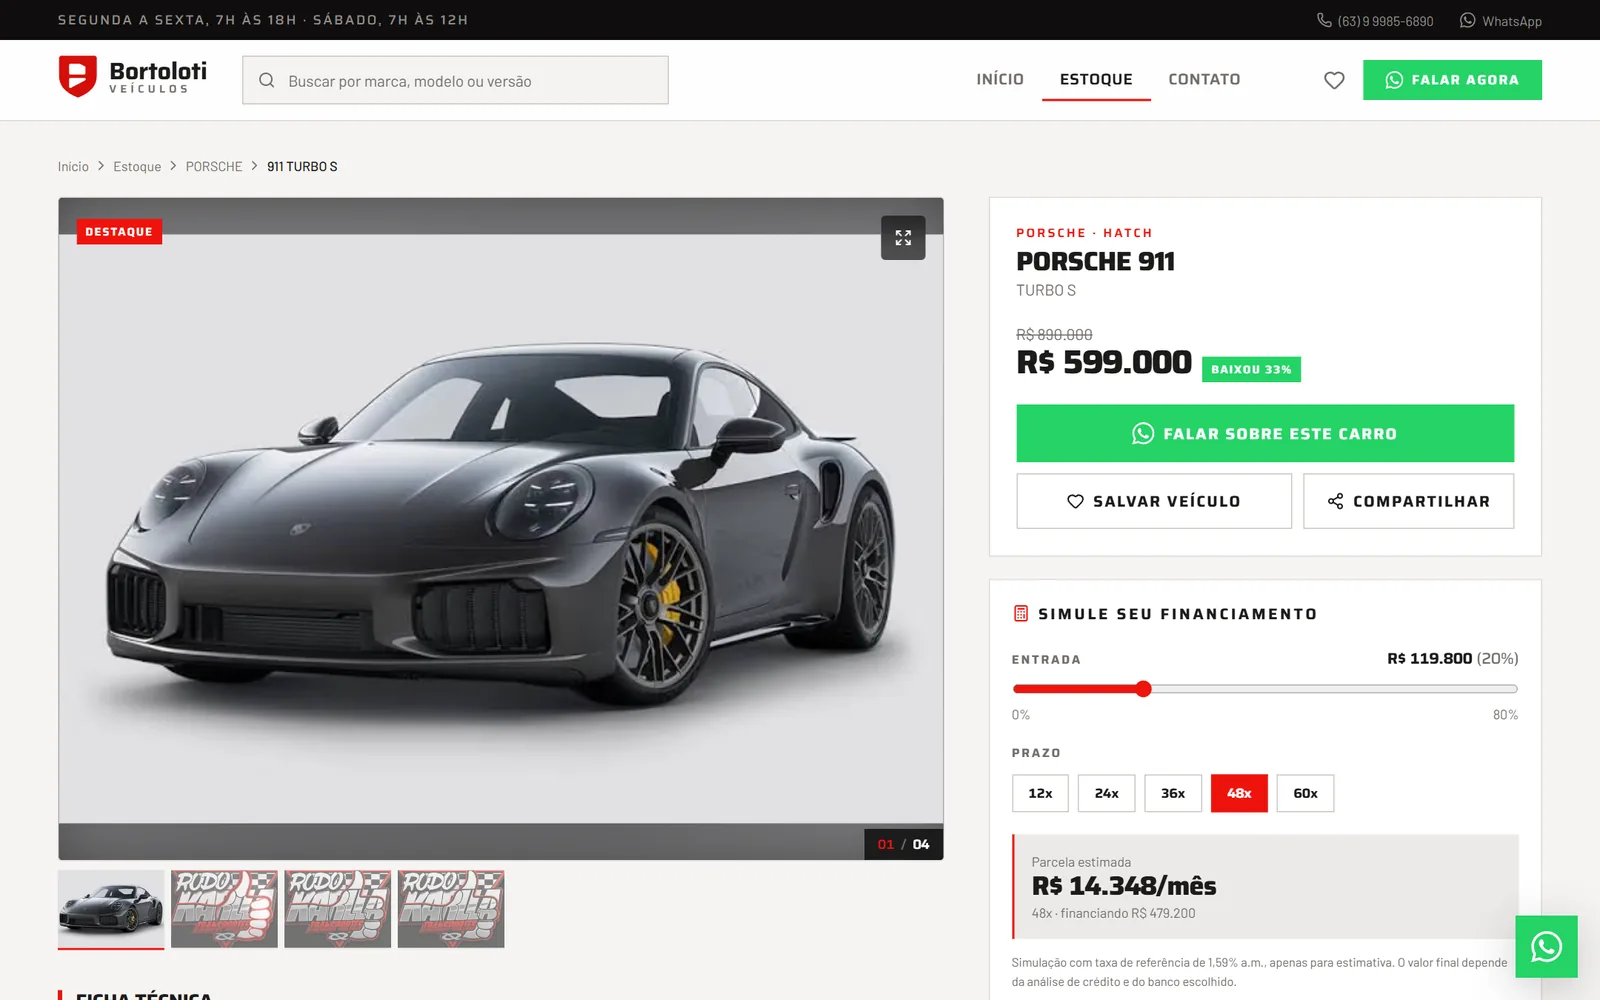 SEGUNDA A SEXTA, 7H ÀS 18H · SÁBADO, 7H ÀS 12H
(63) 9 9985-6890
WhatsApp
Bortoloti
VEÍCULOS
Buscar por marca, modelo ou versão
INÍCIO
ESTOQUE
CONTATO
FALAR AGORA
Início > Estoque > PORSCHE > 911 TURBO S
DESTAQUE
01 / 04
PORSCHE · HATCH
PORSCHE 911
TURBO S
R$ 890.000
R$ 599.000
BAIXOU 33%
FALAR SOBRE ESTE CARRO
SALVAR VEÍCULO
COMPARTILHAR
SIMULE SEU FINANCIAMENTO
ENTRADA
R$ 119.800 (20%)
0%
80%
PRAZO
12x
24x
36x
48x
60x
Parcela estimada
R$ 14.348/mês
48x · financiando R$ 479.200
Simulação com taxa de referência de 1,59% a.m., apenas para estimativa. O valor final depende
da análise de crédito e do banco escolhido.
FICHA TÉCNICA